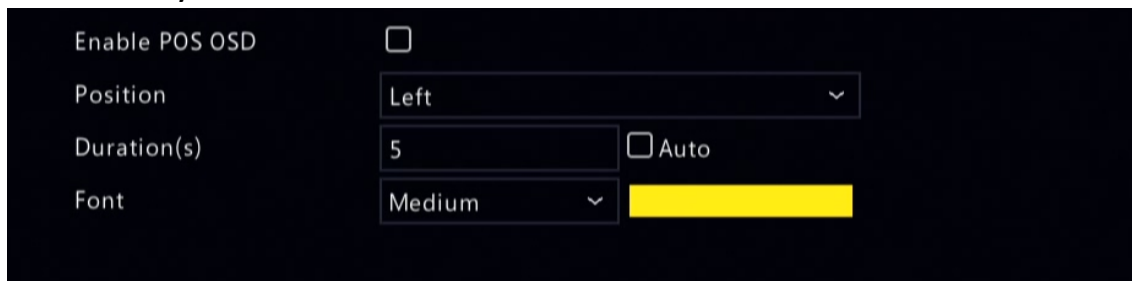 Enable POS OSD
Position Left
Duration(s) 5 Auto
Font Medium